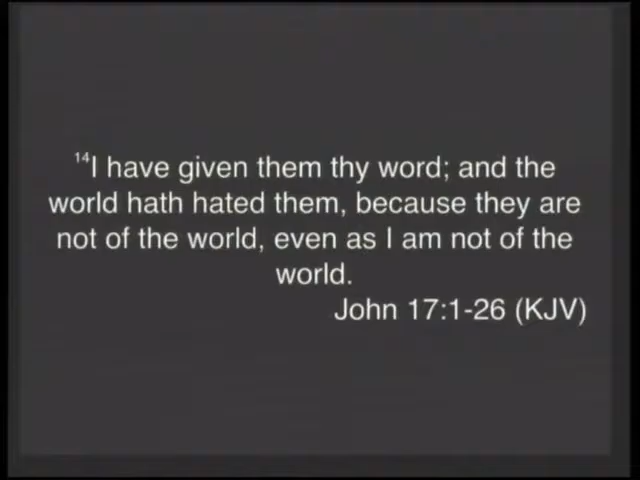 14I have given them thy word; and the
world hath hated them, because they are
not of the world, even as I am not of the
world.
John 17:1-26 (KJV)